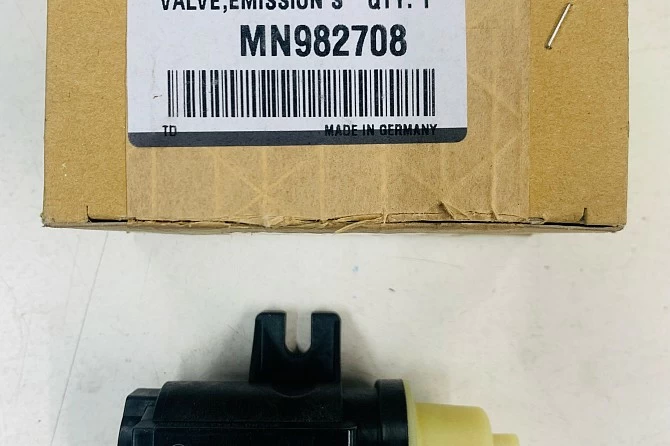 VALVE,EMISSION S QTY. 1
MN982708
TD MADE IN GERMANY